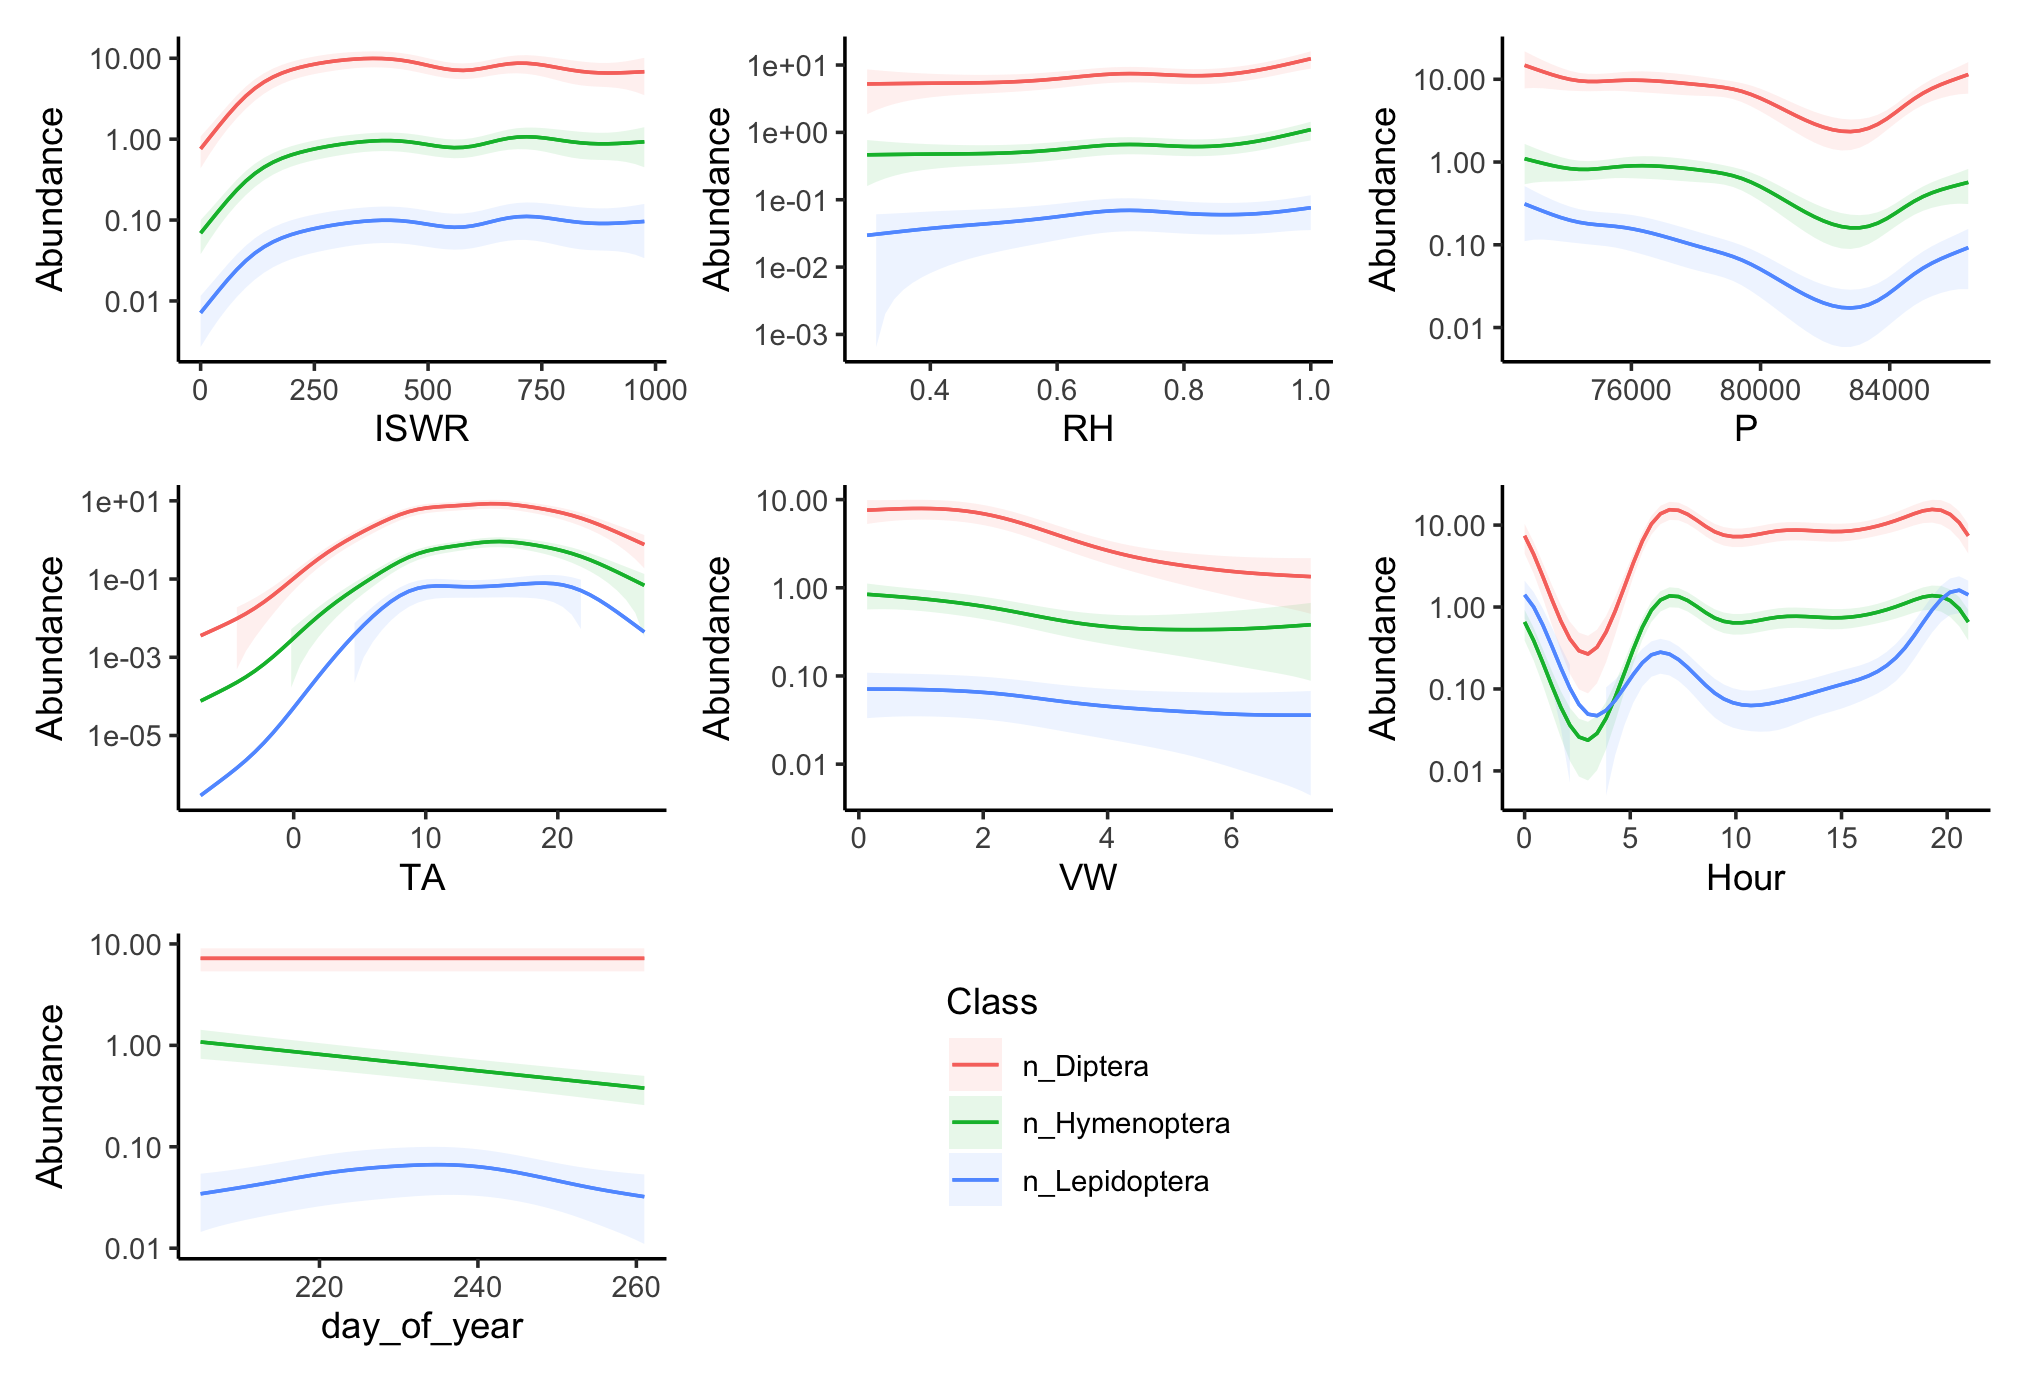 10.00
1.00
0.10
0.01
Abundance
0 250 500 750 1000
ISWR
1e+01
1e+00
1e-01
1e-02
1e-03
Abundance
0.4 0.6 0.8 1.0
RH
10.00
1.00
0.10
0.01
Abundance
76000 80000 84000
P
1e+01
1e-01
1e-03
1e-05
Abundance
0 10 20
TA
10.00
1.00
0.10
0.01
Abundance
0 2 4 6
VW
10.00
1.00
0.10
0.01
Abundance
0 5 10 15 20
Hour
10.00
1.00
0.10
0.01
Abundance
220 240 260
day_of_year
Class
n_Diptera
n_Hymenoptera
n_Lepidoptera